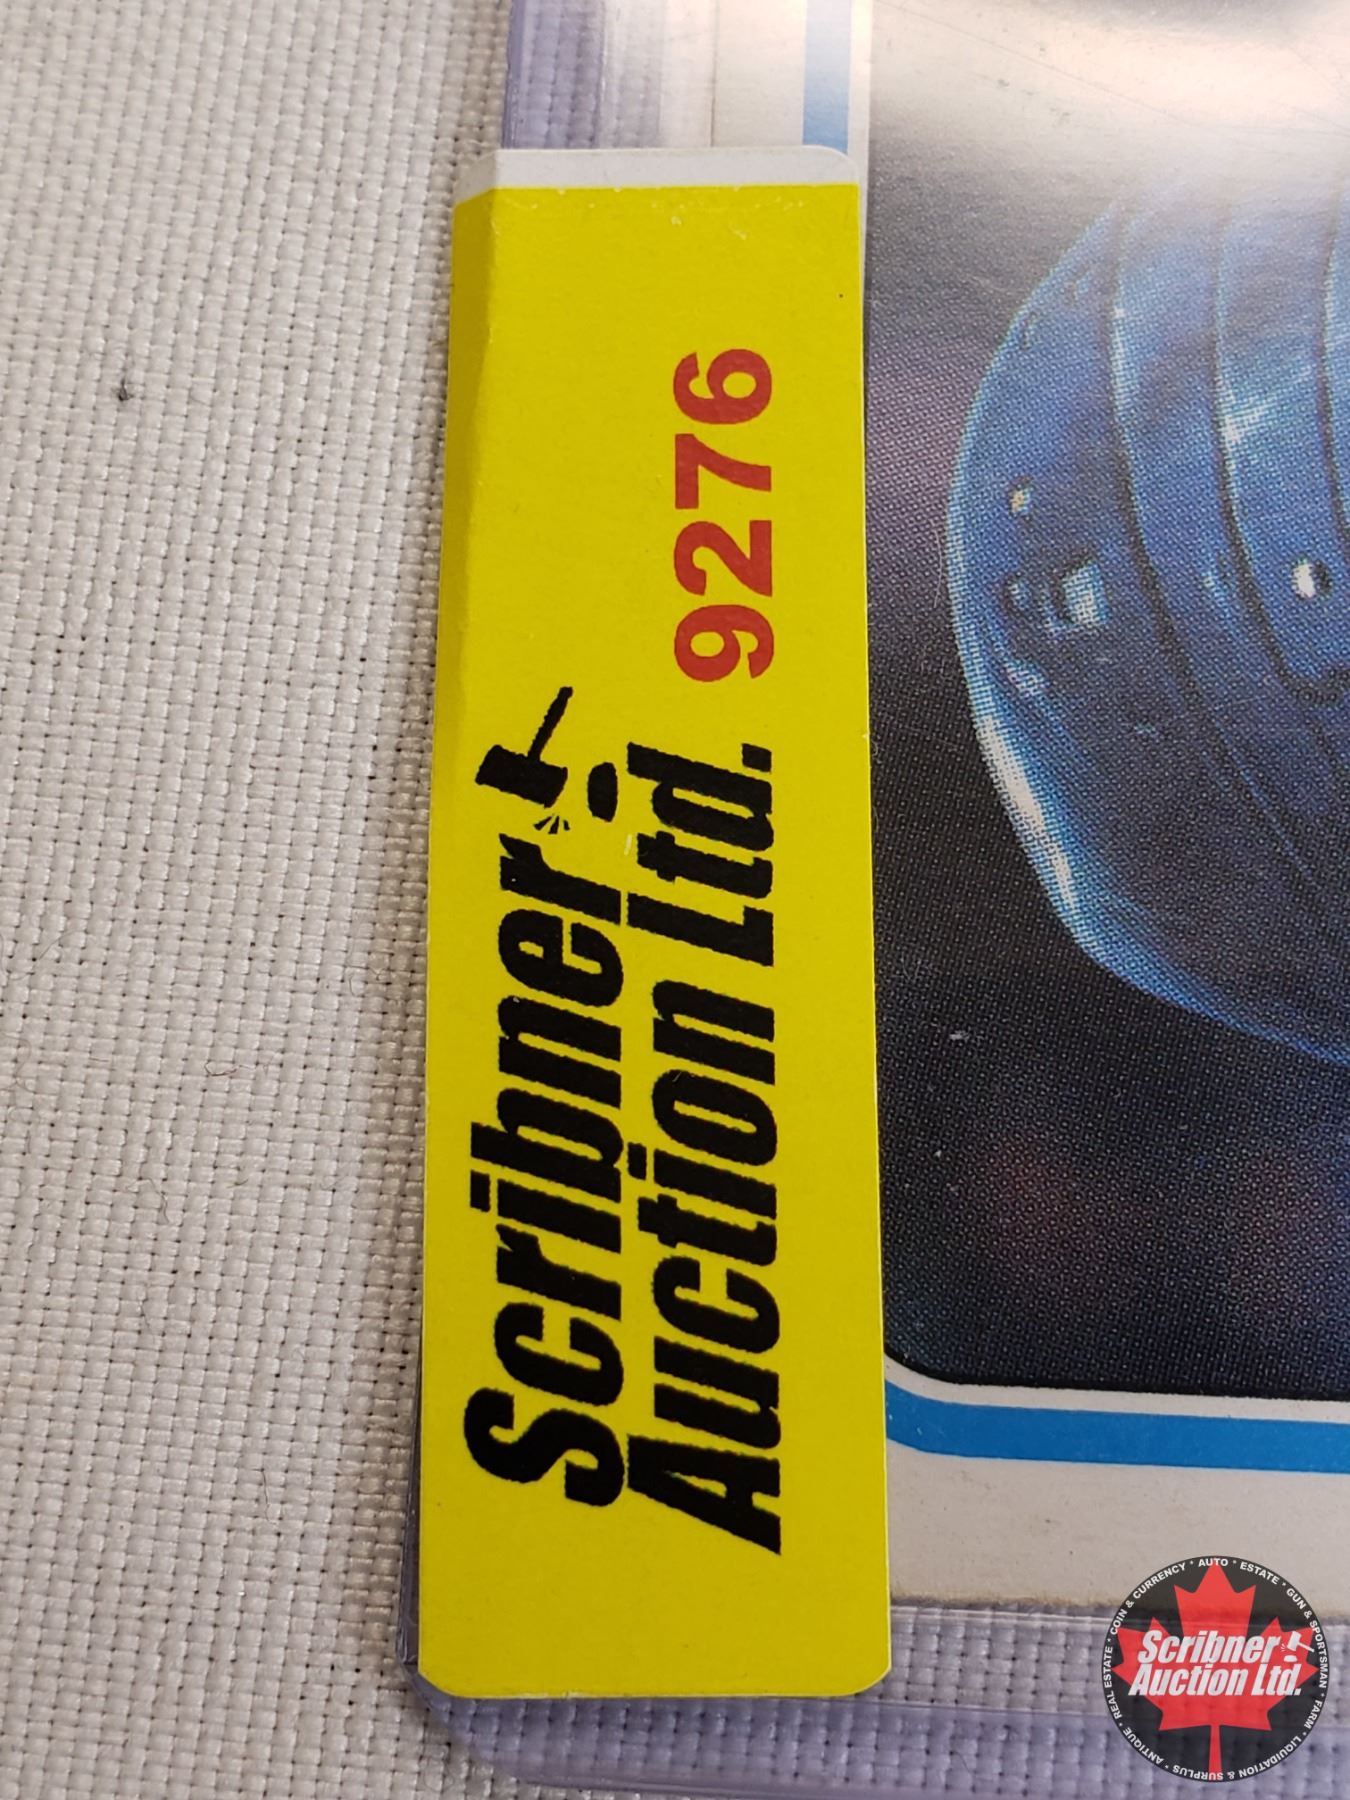 Scribner
Auction Ltd. 9276
REAL ESTATE * COIN & CURRENCY * AUTO * ESTATE * GUN & SPORTSMAN * FARM * LIQUIDATION & SURPLUS * ANTIQUE *
Scribner
Auction Ltd.